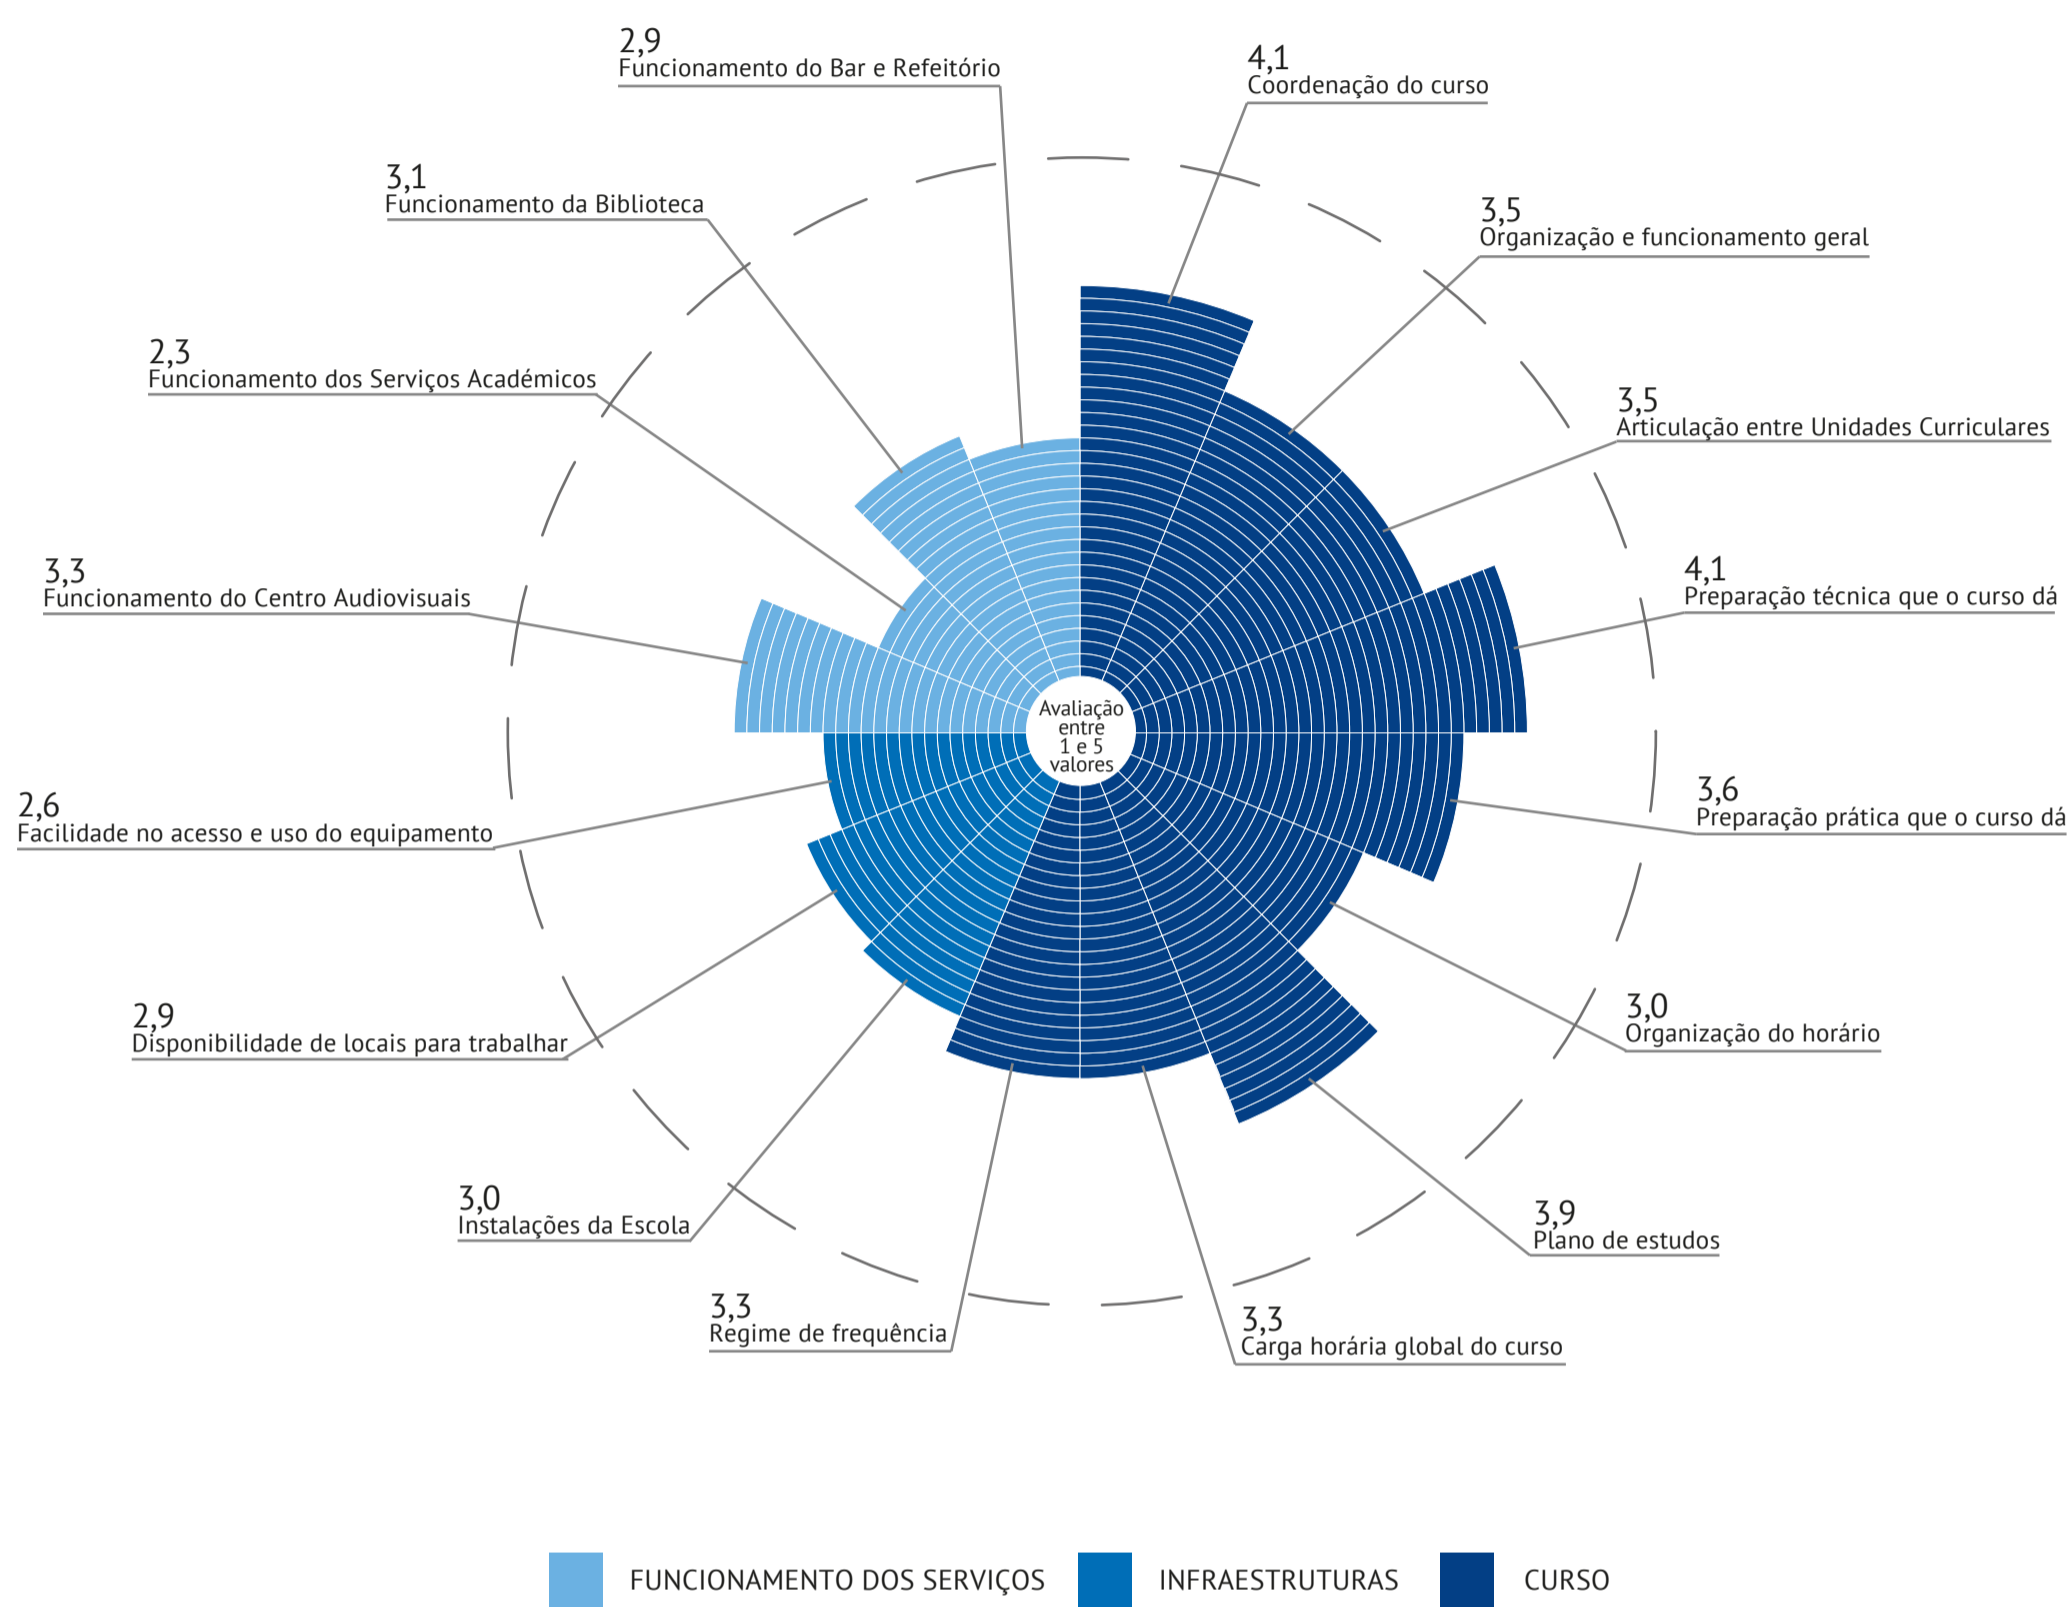 2,9
Funcionamento do Bar e Refeitório
4,1
Coordenação do curso
3,1
Funcionamento da Biblioteca
3,5
Organização e funcionamento geral
2,3
Funcionamento dos Serviços Académicos
3,5
Articulação entre Unidades Curriculares
3,3
Funcionamento do Centro Audiovisuais
4,1
Preparação técnica que o curso dá
Avaliação
entre
1 e 5
valores
2,6
Facilidade no acesso e uso do equipamento
3,6
Preparação prática que o curso dá
2,9
Disponibilidade de locais para trabalhar
3,0
Organização do horário
3,0
Instalações da Escola
3,9
Plano de estudos
3,3
Regime de frequência
3,3
Carga horária global do curso
FUNCIONAMENTO DOS SERVIÇOS
INFRAESTRUTURAS
CURSO